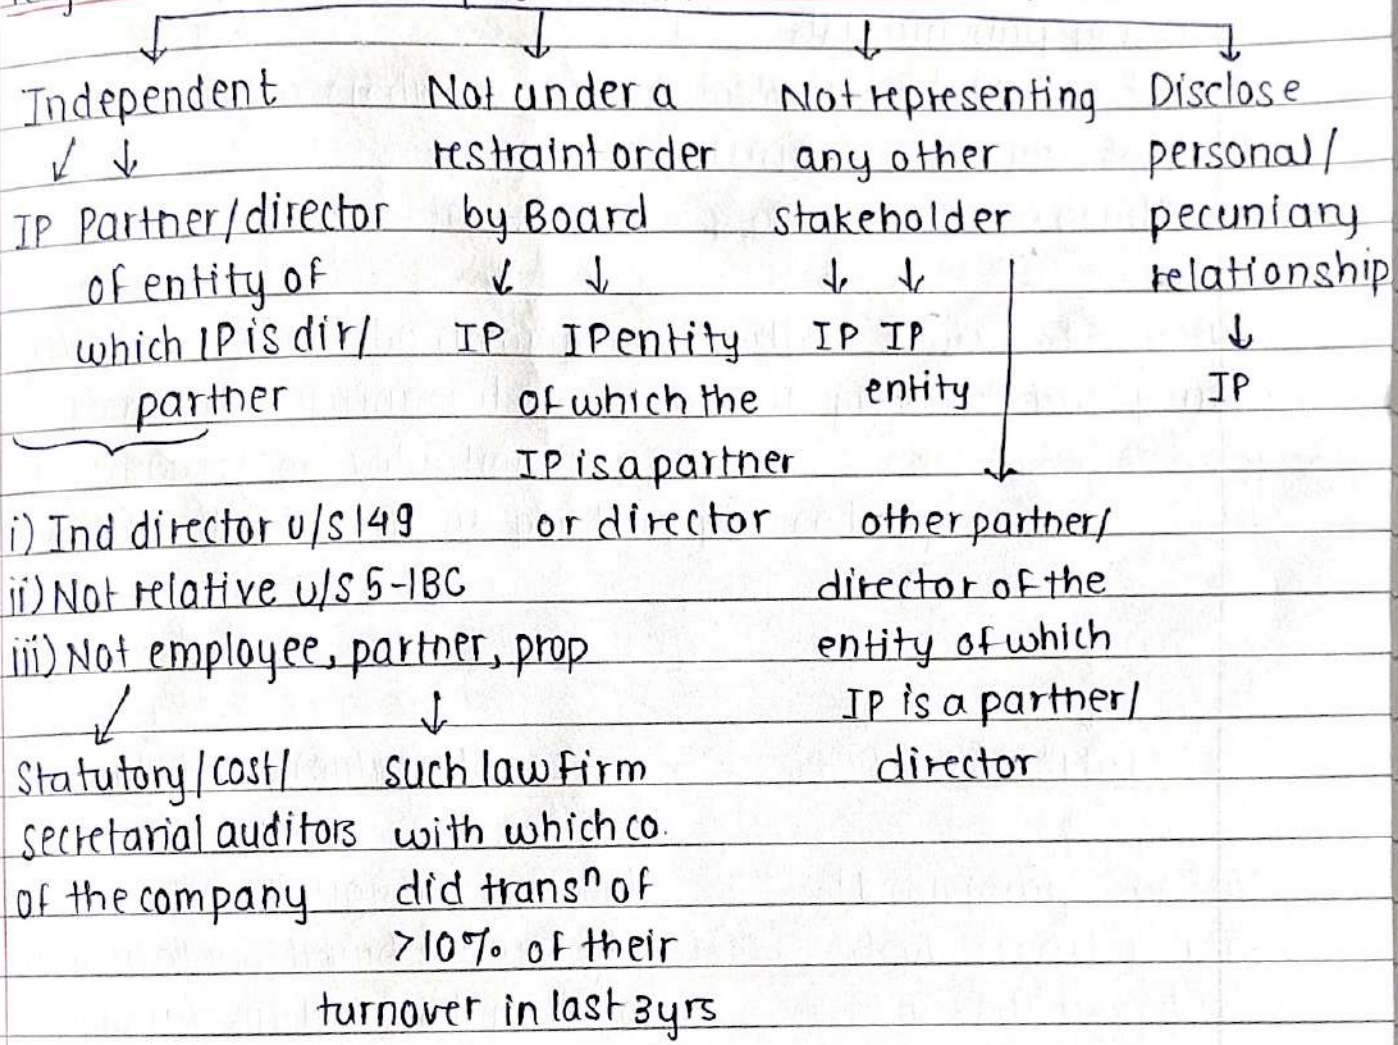 Independent
IP Partner/director
of entity of
which IP is dir/
partner
i) Ind director u/s 149
ii) Not relative u/s 5-IBC
iii) Not employee, partner, prop
Statutory/cost/
secretarial auditors
of the company
such law firm
with which co.
did transⁿ of
>10% of their
turnover in last 3yrs
Not under a
restraint order
by Board
IP
IP entity
of which the
IP is a partner
or director
Not representing
any other
stakeholder
IP
IP
entity
other partner/
director of the
entity of which
IP is a partner/
director
Disclose
personal/
pecuniary
relationship
IP